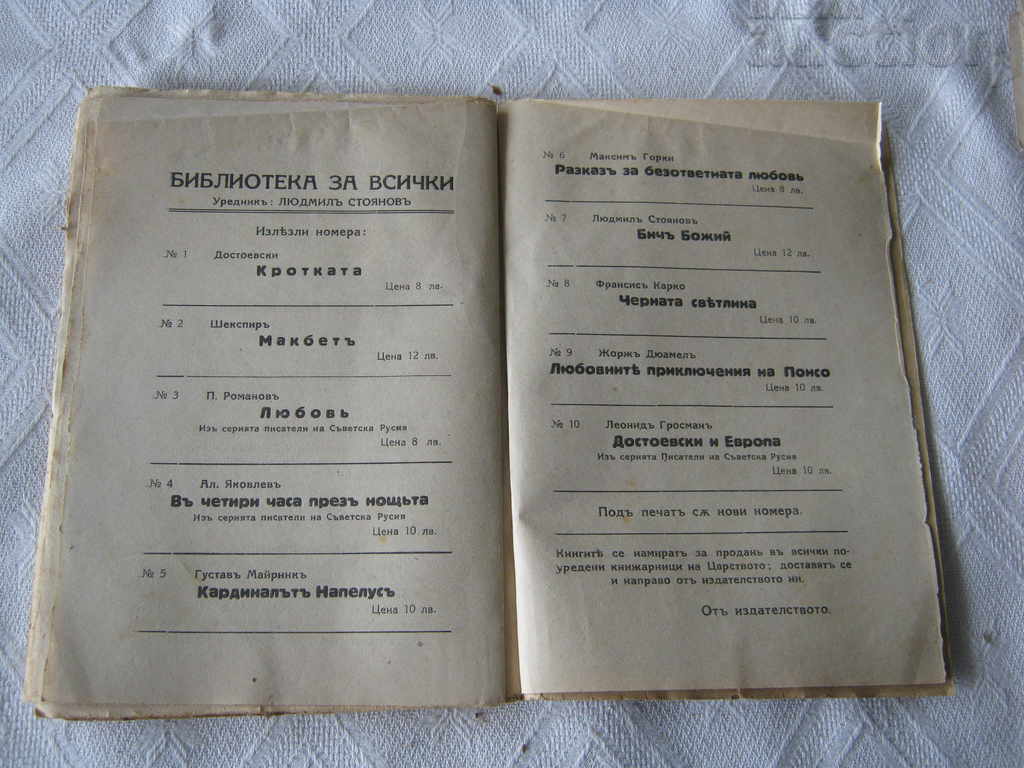 auction
БИБЛИОТЕКА ЗА ВСИЧКИ
Уредникъ: ЛЮДМИЛЪ СТОЯНОВЪ
Излѣзли номера:
№ 1 Достоевски
Кротката
Цена 8 лв.
№ 2 Шекспиръ
Макбетъ
Цена 12 лв.
№ 3 П. Романовъ
Любовь
Изъ серията писатели на Съветска Русия
Цена 8 лв.
№ 4 Ал. Яковлевъ
Въ четири часа презъ нощьта
Изъ серията писатели на Съветска Русия
Цена 10 лв.
№ 5 Густавъ Майринкъ
Кардиналътъ Напелусъ
Цена 10 лв.
№ 6 Максимъ Горки
Разказъ за безответната любовь
Цена 8 лв.
№ 7 Людмилъ Стояновъ
Бичъ Божий
Цена 12 лв.
№ 8 Франсисъ Карко
Черната свѣтлина
Цена 10 лв.
№ 9 Жоржъ Дюамелъ
Любовнитѣ приключения на Понсо
Цена 10 лв.
№ 10 Леонидъ Гросманъ
Достоевски и Европа
Изъ серията Писатели на Съветска Русия
Цена 10 лв.
Подъ печатъ сѫ нови номера.
Книгитѣ се намиратъ за проданъ въ всички по-
уредени книжарници на Царството; доставятъ се
и направо отъ издателството ни.
Отъ издателството.